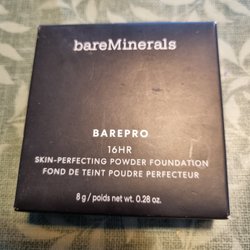 bareMinerals
BAREPRO
16HR
SKIN-PERFECTING POWDER FOUNDATION
FOND DE TEINT POUDRE PERFECTEUR
8 g / poids net wt. 0.28 oz.